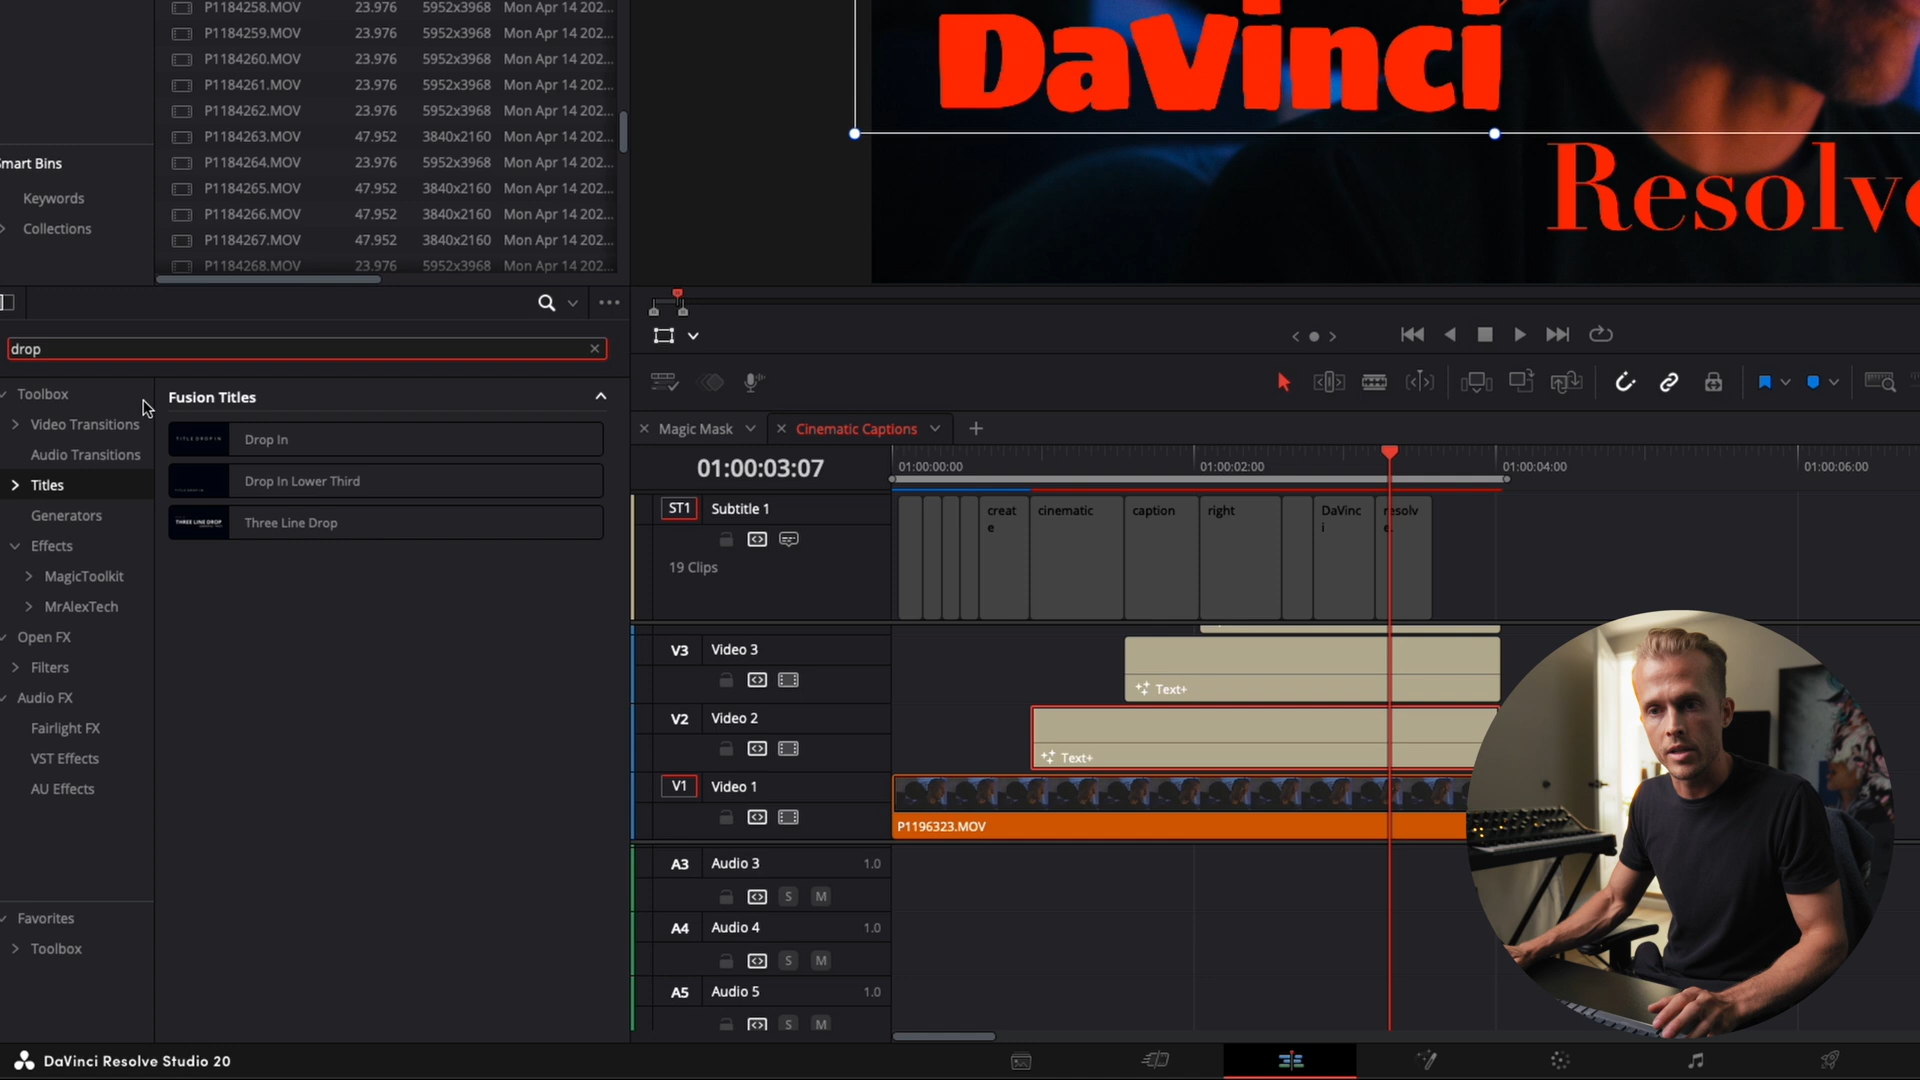 P1184258.MOV 23.976 5952x3968 Mon Apr 14 202...
P1184259.MOV 23.976 5952x3968 Mon Apr 14 202...
P1184260.MOV 23.976 5952x3968 Mon Apr 14 202...
P1184261.MOV 23.976 5952x3968 Mon Apr 14 202...
P1184262.MOV 23.976 5952x3968 Mon Apr 14 202...
P1184263.MOV 47.952 3840x2160 Mon Apr 14 202...
P1184264.MOV 23.976 5952x3968 Mon Apr 14 202...
P1184265.MOV 47.952 3840x2160 Mon Apr 14 202...
P1184266.MOV 47.952 3840x2160 Mon Apr 14 202...
P1184267.MOV 47.952 3840x2160 Mon Apr 14 202...
P1184268.MOV 23.976 5952x3968 Mon Apr 14 202...
Smart Bins
Keywords
Collections
DaVinci
Resolve
drop
Toolbox
Video Transitions
Audio Transitions
Titles
Generators
Effects
MagicToolkit
MrAlexTech
Open FX
Filters
Audio FX
Fairlight FX
VST Effects
AU Effects
Favorites
Toolbox
Fusion Titles
TITLE DROP IN Drop In
Drop In Lower Third
THREE LINE DROP Three Line Drop
Magic Mask
Cinematic Captions
01:00:03:07
01:00:00:00
01:00:02:00
01:00:04:00
01:00:06:00
ST1 Subtitle 1
19 Clips
creat
e
cinematic
caption
right
DaVinc
i
resolv
e
V3 Video 3
Text+
V2 Video 2
Text+
V1 Video 1
P1196323.MOV
A3 Audio 3 1.0
S M
A4 Audio 4 1.0
S M
A5 Audio 5 1.0
S M
DaVinci Resolve Studio 20